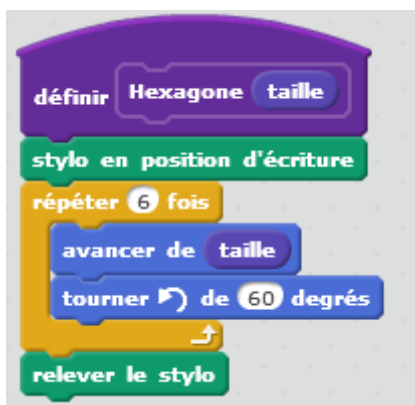 définir Hexagone taille
stylo en position d'écriture
répéter 6 fois
avancer de taille
tourner de 60 degrés
relever le stylo